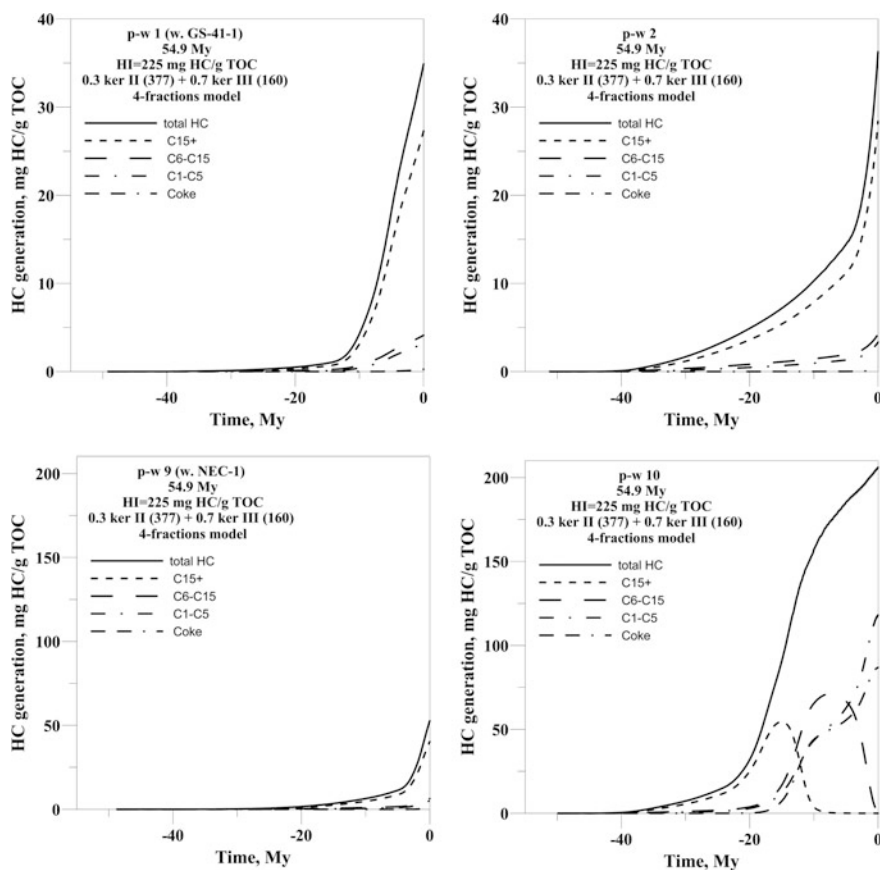 p-w 1 (w. GS-41-1)
54.9 My
HI=225 mg HC/g TOC
0.3 ker II (377) + 0.7 ker III (160)
4-fractions model
total HC
C15+
C6-C15
C1-C5
Coke
HC generation, mg HC/g TOC
40
30
20
10
0
-40
-20
0
Time, My
p-w 2
54.9 My
HI=225 mg HC/g TOC
0.3 ker II (377) + 0.7 ker III (160)
4-fractions model
total HC
C15+
C6-C15
C1-C5
Coke
HC generation, mg HC/g TOC
40
30
20
10
0
-40
-20
0
Time, My
p-w 9 (w. NEC-1)
54.9 My
HI=225 mg HC/g TOC
0.3 ker II (377) + 0.7 ker III (160)
4-fractions model
total HC
C15+
C6-C15
C1-C5
Coke
HC generation, mg HC/g TOC
200
150
100
50
0
-40
-20
0
Time, My
p-w 10
54.9 My
HI=225 mg HC/g TOC
0.3 ker II (377) + 0.7 ker III (160)
4-fractions model
total HC
C15+
C6-C15
C1-C5
Coke
HC generation, mg HC/g TOC
200
150
100
50
0
-40
-20
0
Time, My